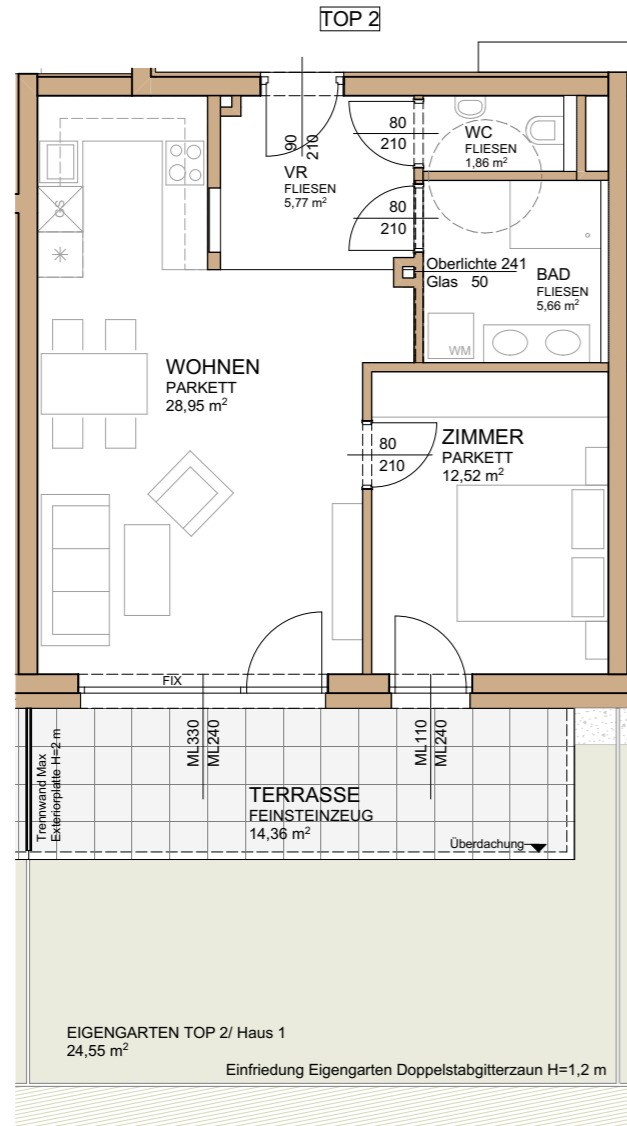 TOP 2
90
210
VR
FLIESEN
5,77 m²
80
210
WC
FLIESEN
1,86 m²
80
210
GS
Oberlichte 241
Glas 50
BAD
FLIESEN
5,66 m²
WM
WOHNEN
PARKETT
28,95 m²
80
210
ZIMMER
PARKETT
12,52 m²
FIX
ML330
ML240
ML110
ML240
Trennwand Max
Exteriorplatte H=2 m
TERRASSE
FEINSTEINZEUG
14,36 m²
Überdachung
EIGENGARTEN TOP 2/ Haus 1
24,55 m²
Einfriedung Eigengarten Doppelstabgitterzaun H=1,2 m